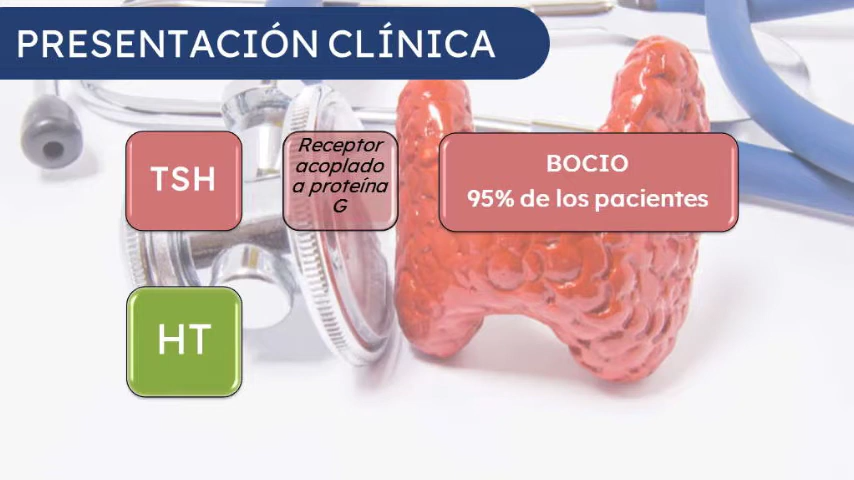 PRESENTACIÓN CLÍNICA
TSH
Receptor
acoplado
a proteína
G
BOCIO
95% de los pacientes
HT